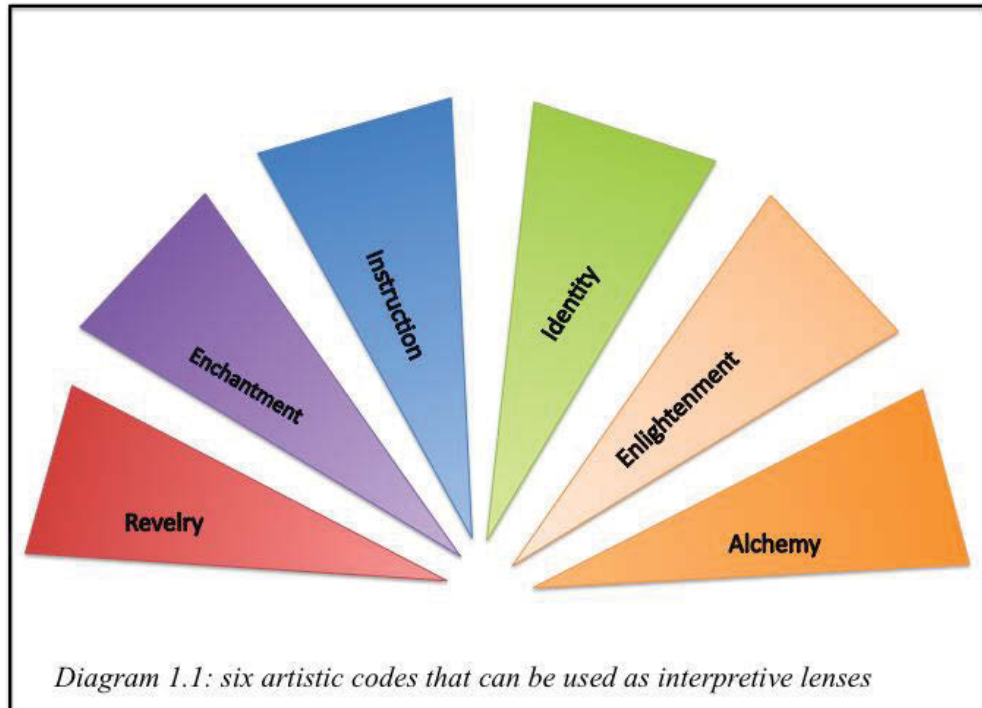 Revelry
Enchantment
Instruction
Identity
Enlightenment
Alchemy
Diagram 1.1: six artistic codes that can be used as interpretive lenses